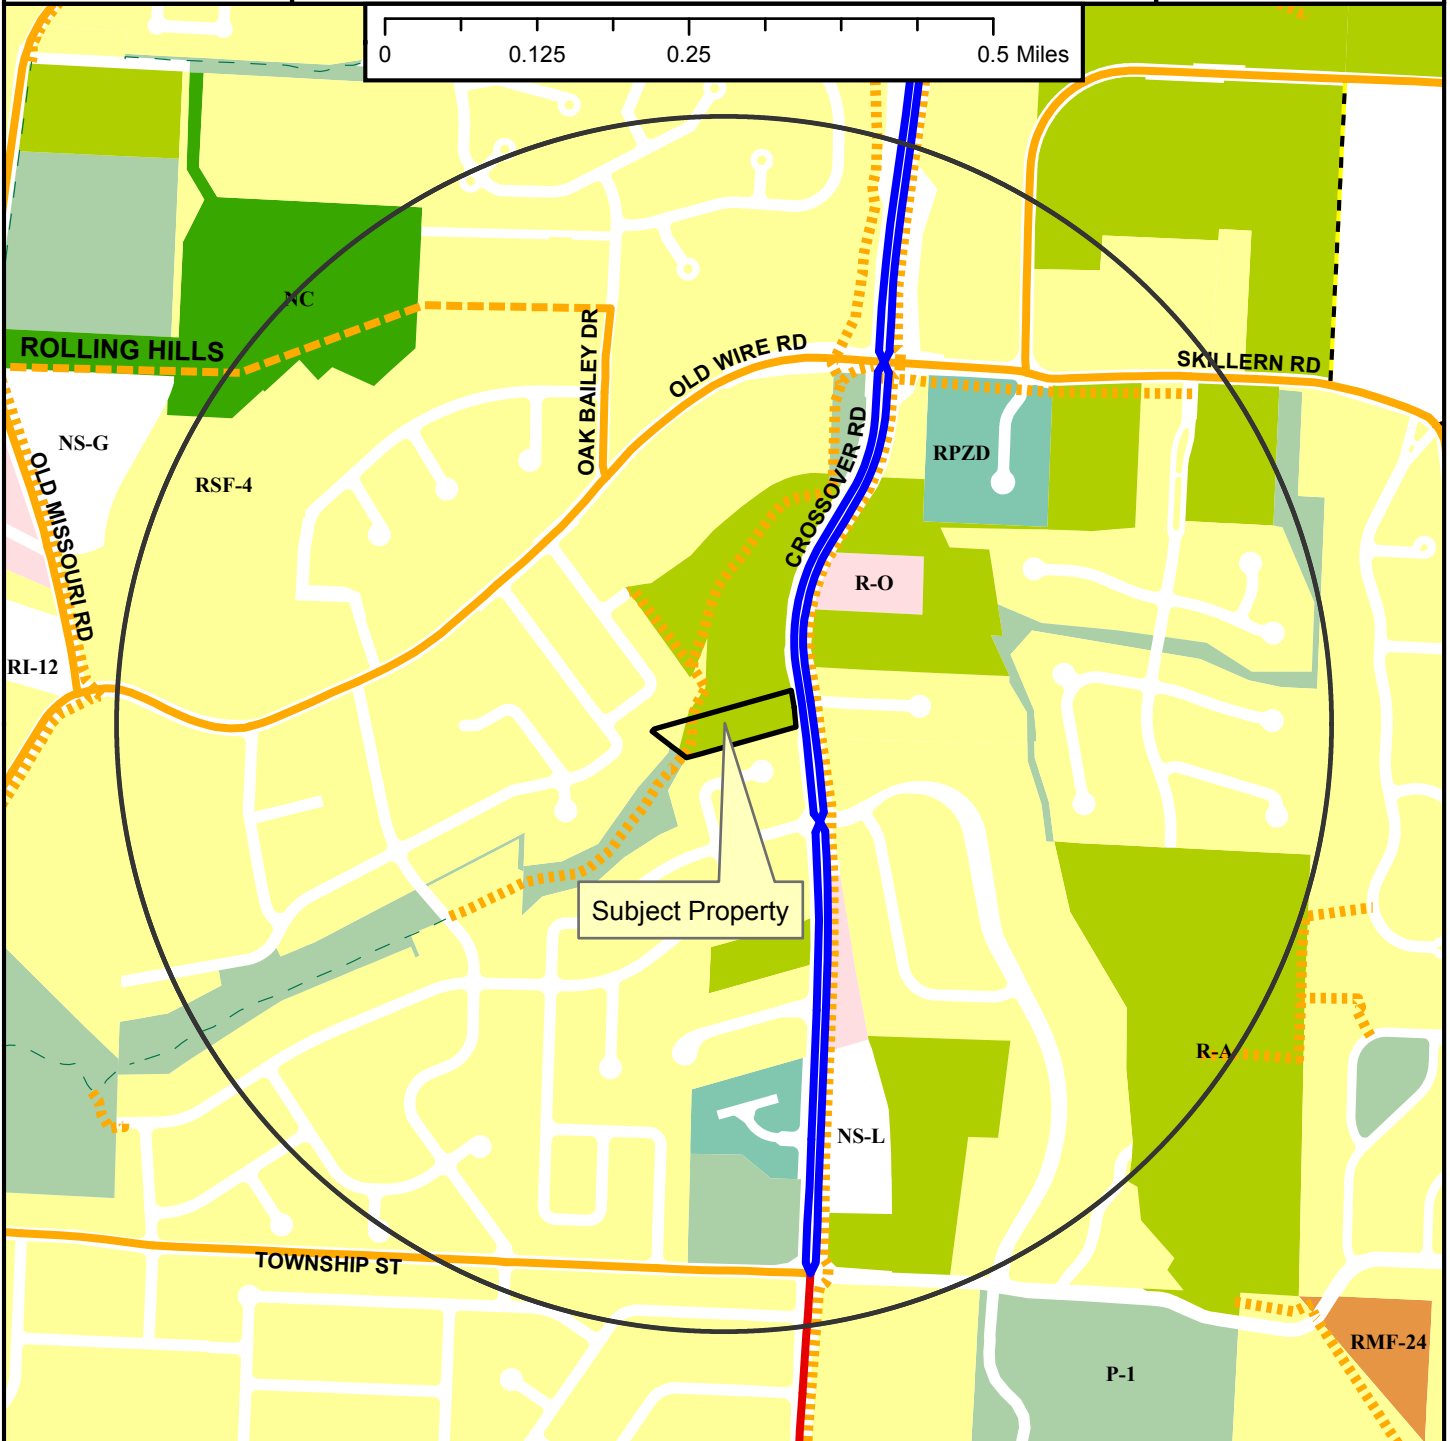 0 0.125 0.25 0.5 Miles
NC
ROLLING HILLS
OAK BAILEY DR
OLD WIRE RD
SKILLERN RD
NS-G
OLD MISSOURI RD
RSF-4
CROSSOVER RD
RPZD
R-O
RI-12
Subject Property
R-A
NS-L
TOWNSHIP ST
RMF-24
P-1